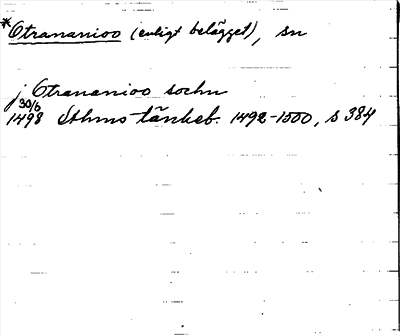 *Otrananioo (enligt belägget), sn
j Otrananioo sochn
30/6
1498 Sthms tänkeb. 1492-1500, s 384